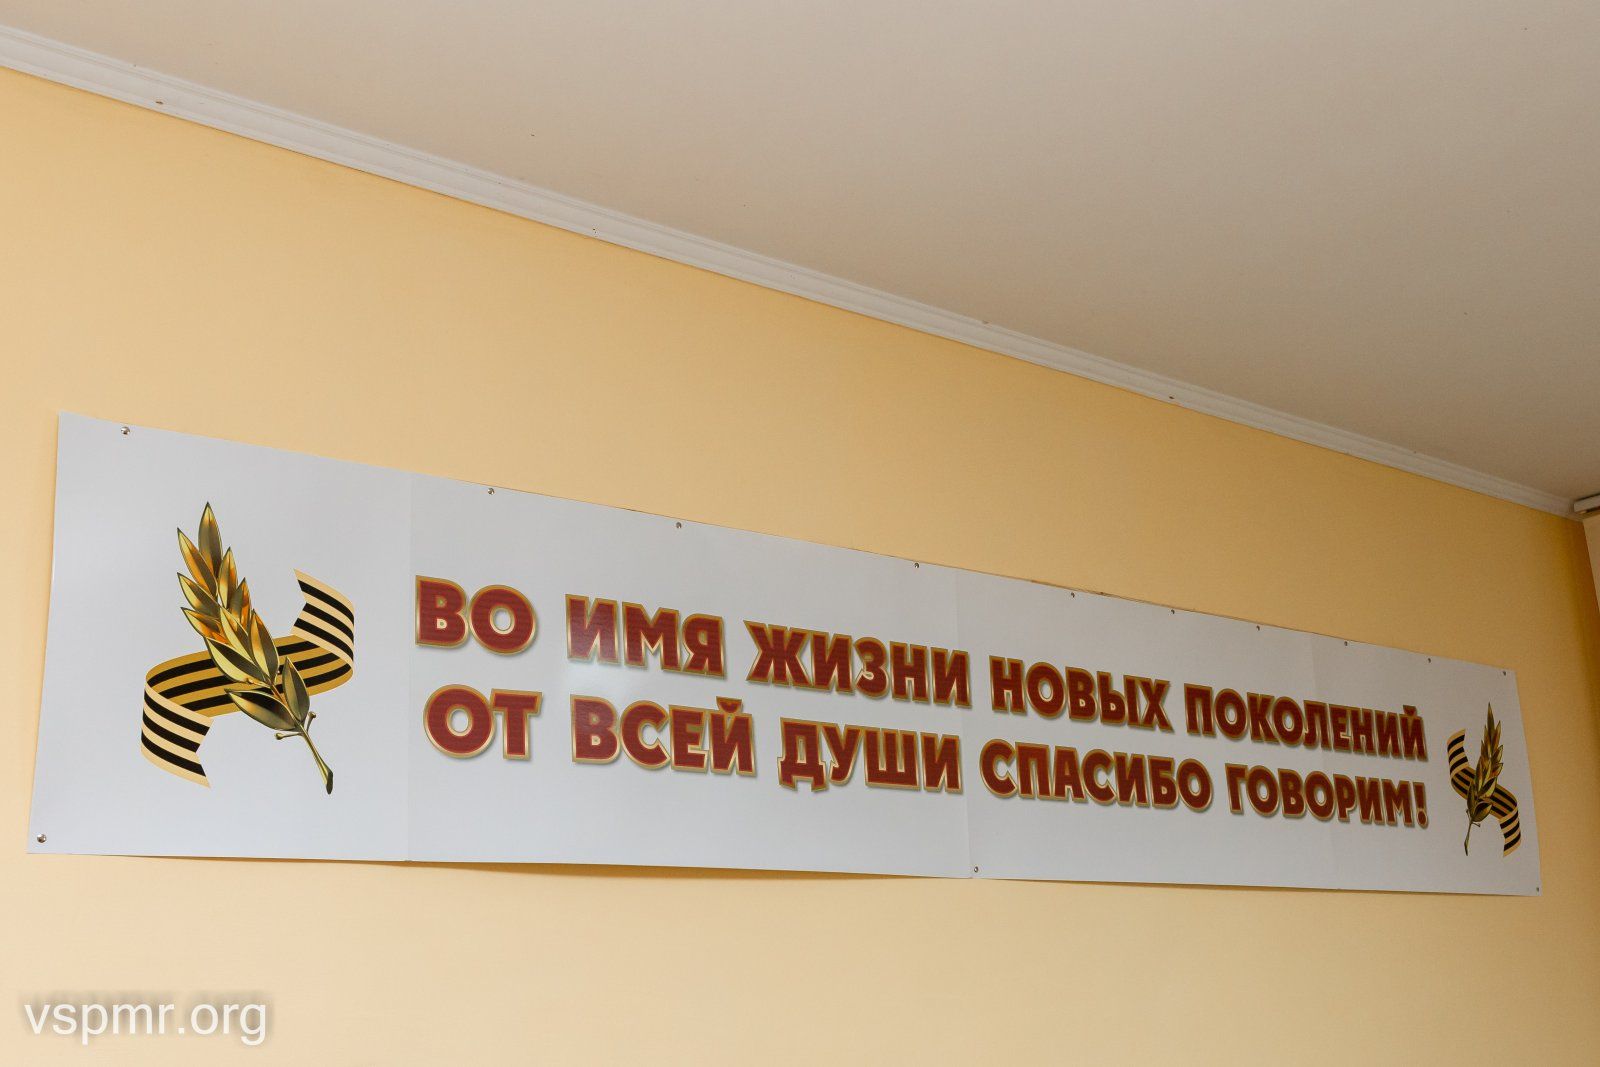 ВО ИМЯ ЖИЗНИ НОВЫХ ПОКОЛЕНИЙ
ОТ ВСЕЙ ДУШИ СПАСИБО ГОВОРИМ!
vspmr.org